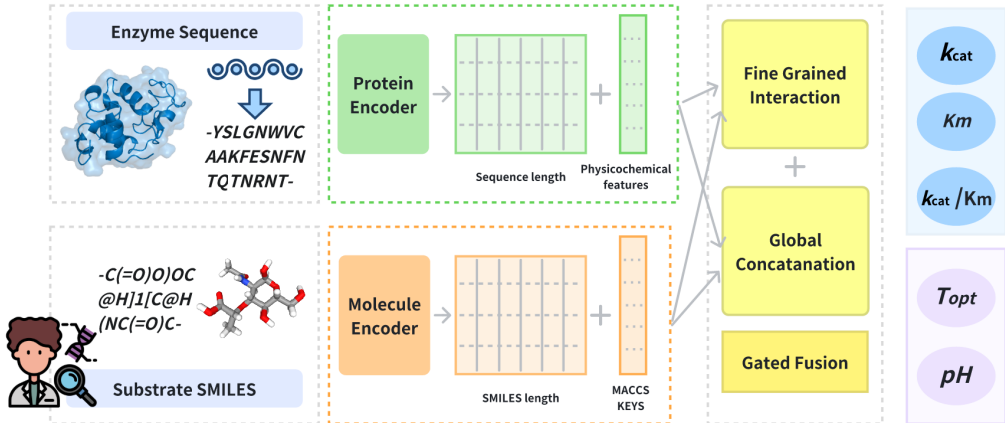 Enzyme Sequence
-YSLGNWVC
AAKFESNFN
TQTNRNT-
Protein
Encoder
Sequence length
Physicochemical
features
Fine Grained
Interaction
Global
Concatanation
Gated Fusion
kcat
Km
kcat /Km
Topt
pH
-C(=O)O)OC
@H]1[C@H
(NC(=O)C-
Substrate SMILES
Molecule
Encoder
SMILES length
MACCS
KEYS